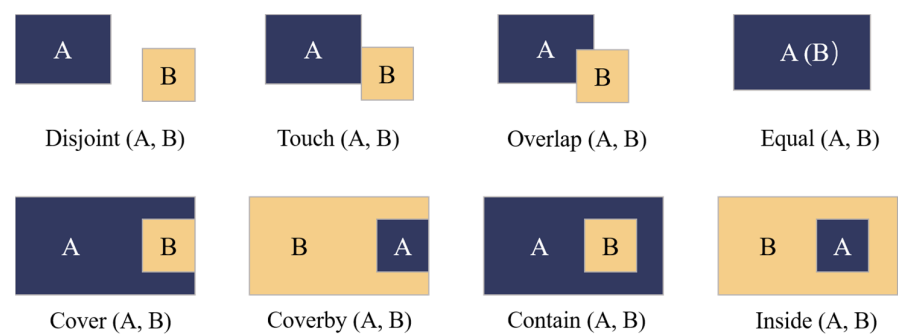 A
B
Disjoint (A, B)
A
B
Touch (A, B)
A
B
Overlap (A, B)
A (B)
Equal (A, B)
A
B
Cover (A, B)
B
A
Coverby (A, B)
A
B
Contain (A, B)
B
A
Inside (A, B)